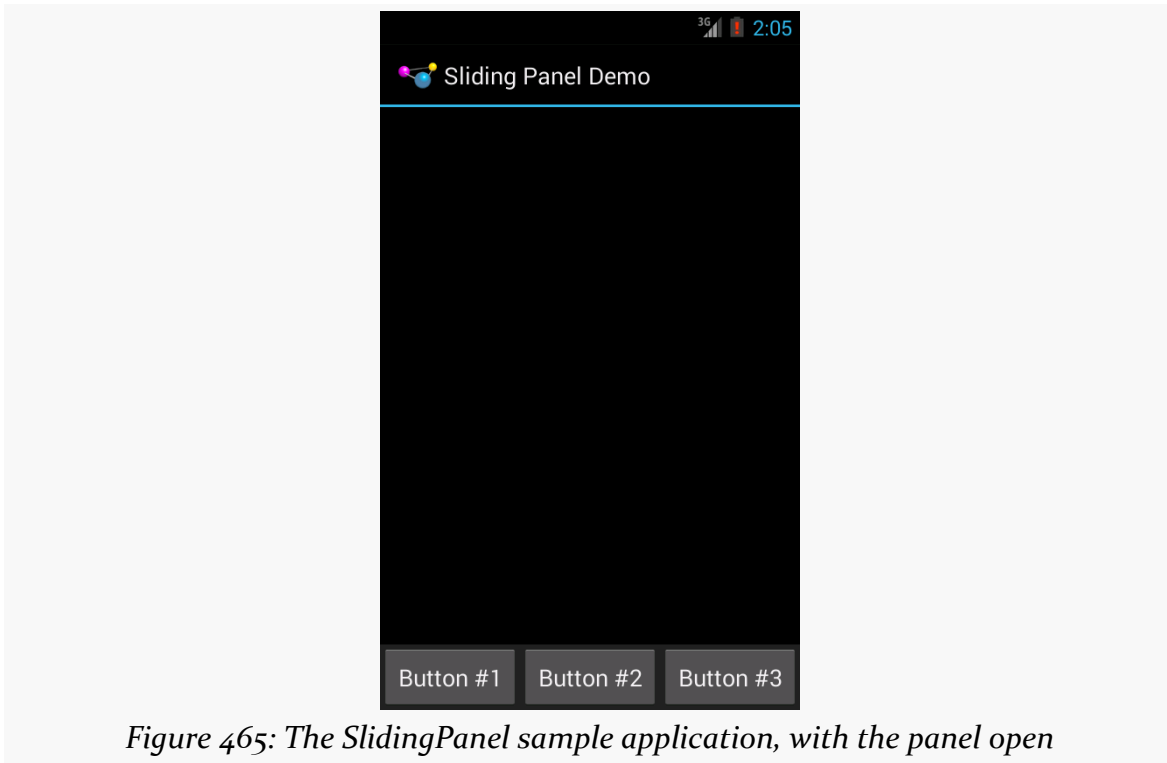 3G 2:05
Sliding Panel Demo
Button #1 Button #2 Button #3
Figure 465: The SlidingPanel sample application, with the panel open